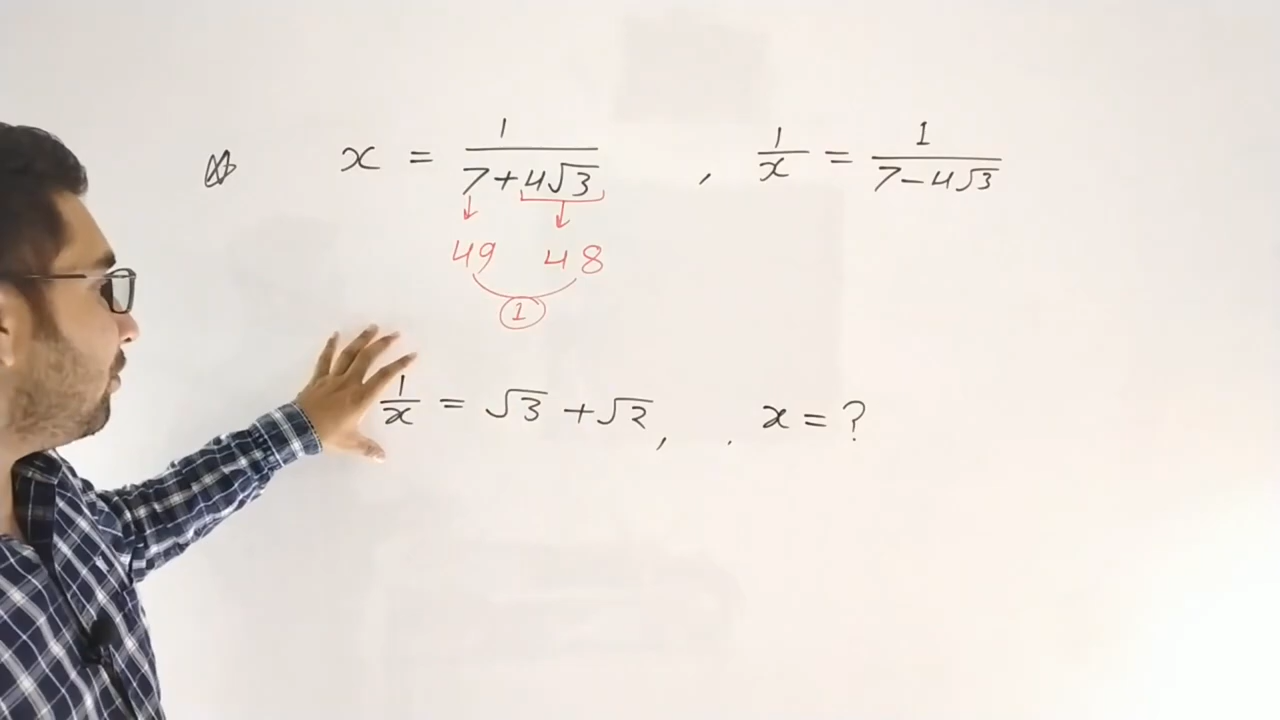 x = 1/(7+4√3) , 1/x = 1/(7-4√3)
49 48
1
1/x = √3 + √2, . x = ?